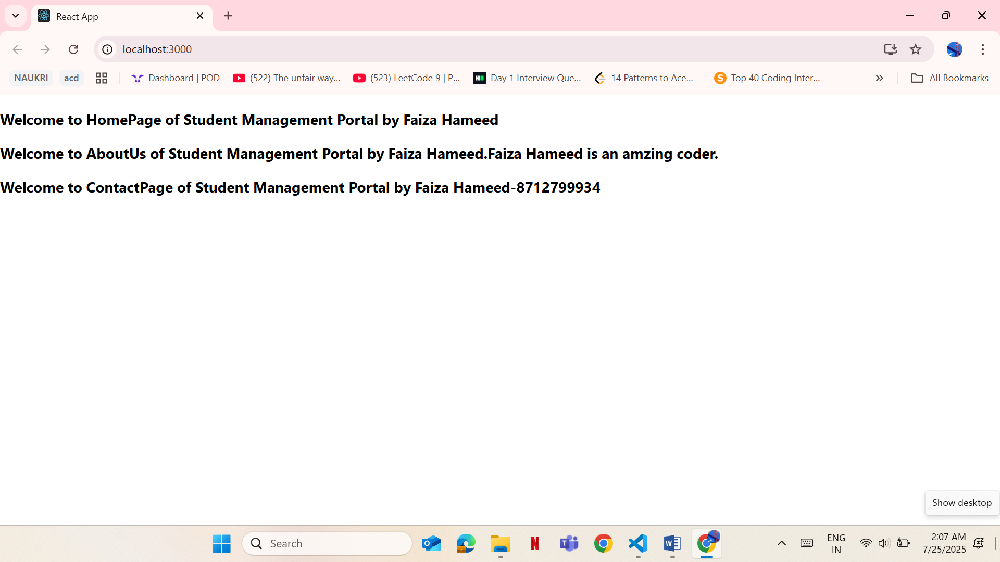 React App
localhost:3000
NAUKRI acd Dashboard | POD (522) The unfair way... (523) LeetCode 9 | P... Day 1 Interview Que... 14 Patterns to Ace... Top 40 Coding Inter... All Bookmarks
Welcome to HomePage of Student Management Portal by Faiza Hameed
Welcome to AboutUs of Student Management Portal by Faiza Hameed.Faiza Hameed is an amzing coder.
Welcome to ContactPage of Student Management Portal by Faiza Hameed-8712799934
Show desktop
Search
ENG
IN
2:07 AM
7/25/2025